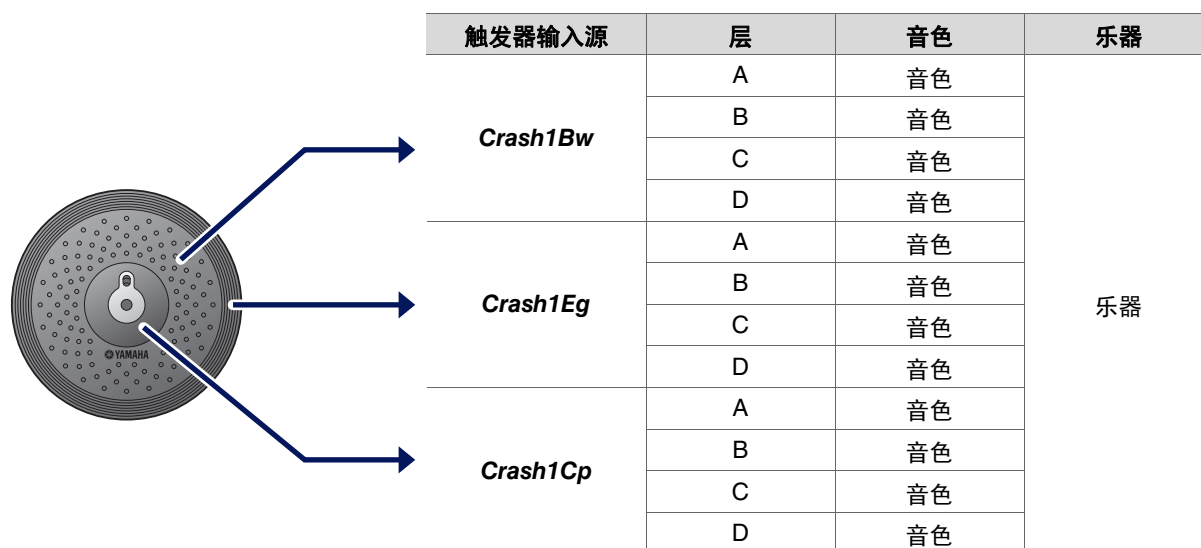 触发器输入源 层 音色 乐器
A 音色
B 音色
Crash1Bw
C 音色
D 音色
A 音色
B 音色
Crash1Eg 乐器
C 音色
D 音色
YAMAHA
A 音色
B 音色
Crash1Cp
C 音色
D 音色